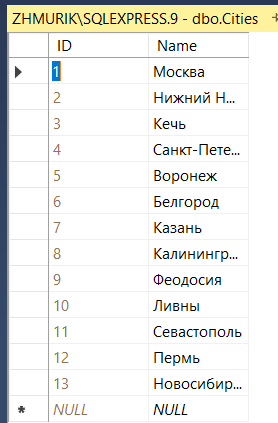 ZHMURIK\SQLEXPRESS.9 - dbo.Cities
ID Name
1 Москва
2 Нижний Н...
3 Кечь
4 Санкт-Пете...
5 Воронеж
6 Белгород
7 Казань
8 Калинингр...
9 Феодосия
10 Ливны
11 Севастополь
12 Пермь
13 Новосибир...
NULL NULL